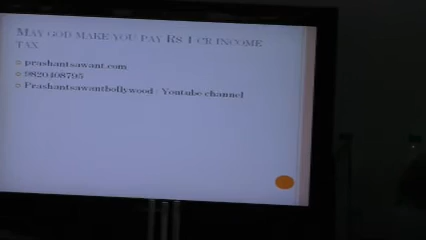 MAY GOD MAKE YOU PAY RS 1 CR INCOME
TAX
prashantsawant.com
9820408795
Prashantsawantbollywood : Youtube channel